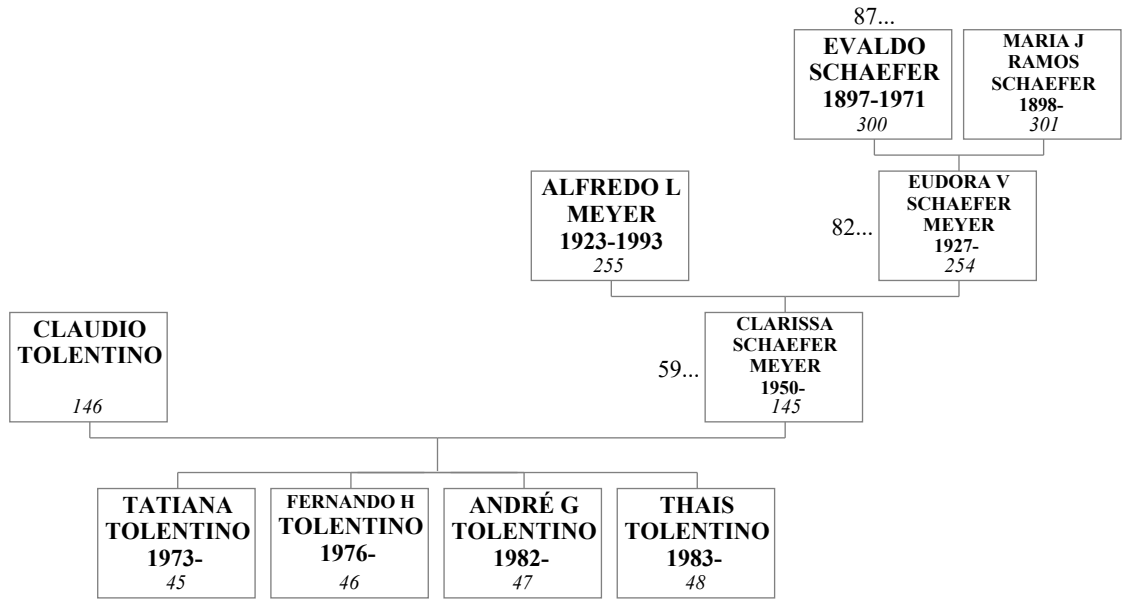 87...
EVALDO
SCHAEFER
1897-1971
300
MARIA J
RAMOS
SCHAEFER
1898-
301
ALFREDO L
MEYER
1923-1993
255
82...
EUDORA V
SCHAEFER
MEYER
1927-
254
CLAUDIO
TOLENTINO
146
59...
CLARISSA
SCHAEFER
MEYER
1950-
145
TATIANA
TOLENTINO
1973-
45
FERNANDO H
TOLENTINO
1976-
46
ANDRÉ G
TOLENTINO
1982-
47
THAIS
TOLENTINO
1983-
48